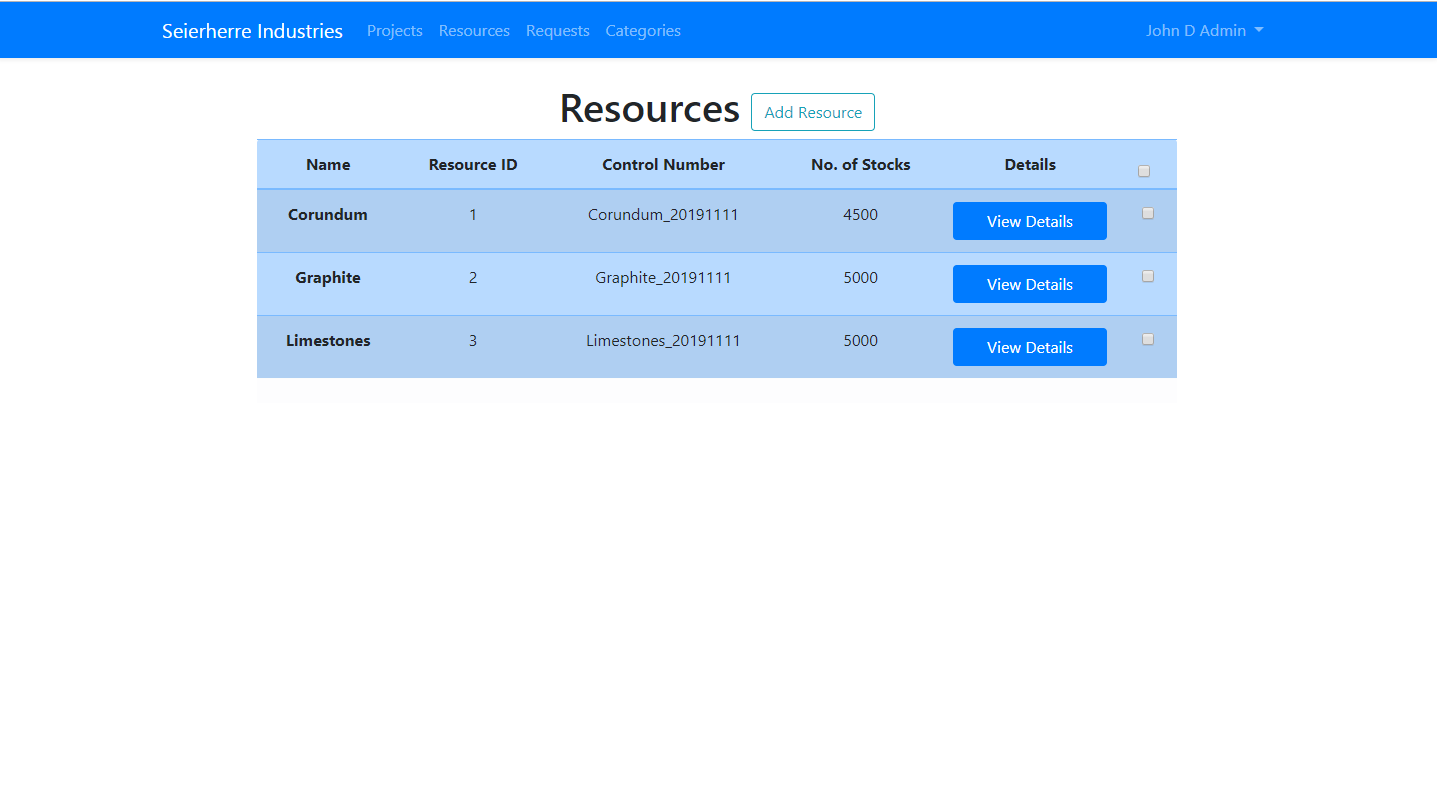 Seierherre Industries Projects Resources Requests Categories John D Admin
Resources Add Resource
Name Resource ID Control Number No. of Stocks Details
Corundum 1 Corundum_20191111 4500 View Details
Graphite 2 Graphite_20191111 5000 View Details
Limestones 3 Limestones_20191111 5000 View Details